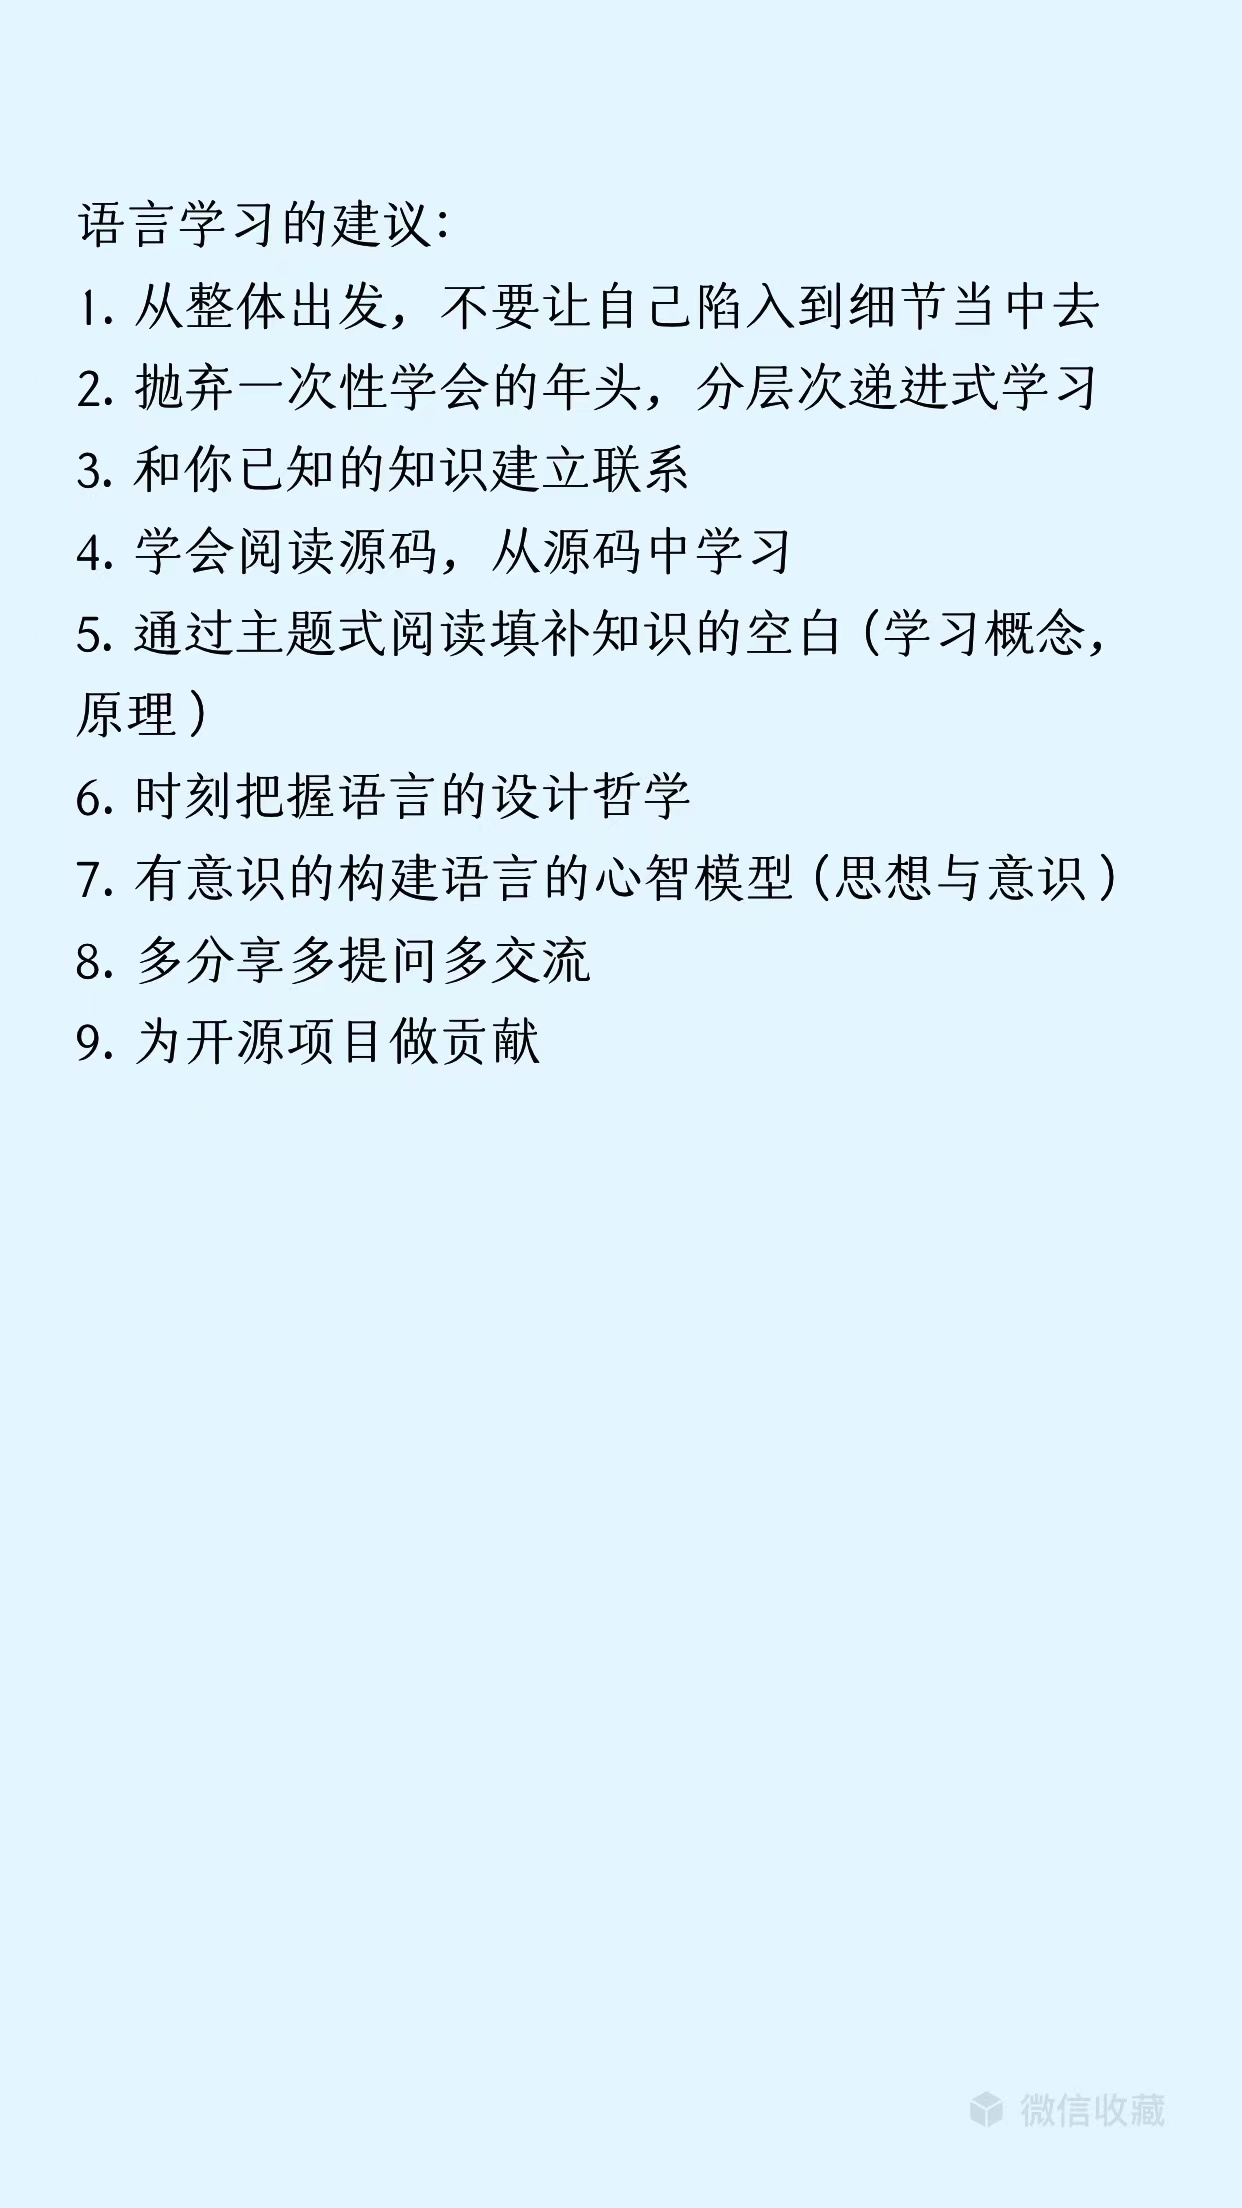 语言学习的建议：
1. 从整体出发，不要让自己陷入到细节当中去
2. 抛弃一次性学会的年头，分层次递进式学习
3. 和你已知的知识建立联系
4. 学会阅读源码，从源码中学习
5. 通过主题式阅读填补知识的空白（学习概念，
原理）
6. 时刻把握语言的设计哲学
7. 有意识的构建语言的心智模型（思想与意识）
8. 多分享多提问多交流
9. 为开源项目做贡献
微信收藏